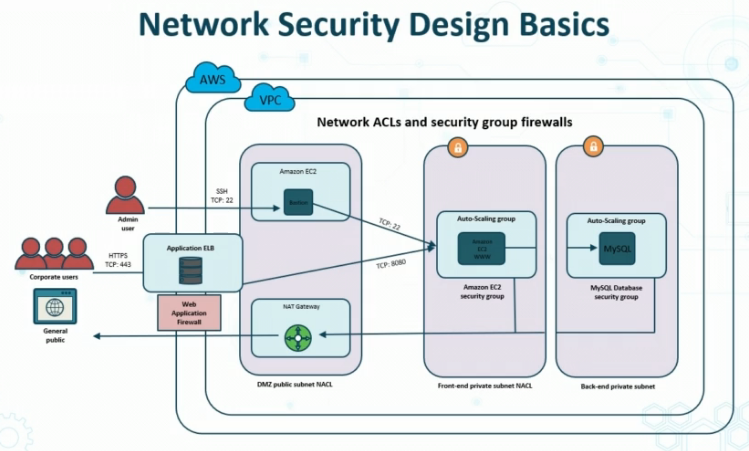 Network Security Design Basics
AWS
VPC
Network ACLs and security group firewalls
Amazon EC2
Bastion
SSH
TCP: 22
Admin
user
TCP: 22
Auto-Scaling group
Amazon
EC2
WWW
Auto-Scaling group
MySQL
Application ELB
HTTPS
TCP: 443
Corporate users
TCP: 8080
Amazon EC2
security group
MySQL Database
security group
Web
Application
Firewall
NAT Gateway
General
public
DMZ public subnet NACL
Front-end private subnet NACL
Back-end private subnet